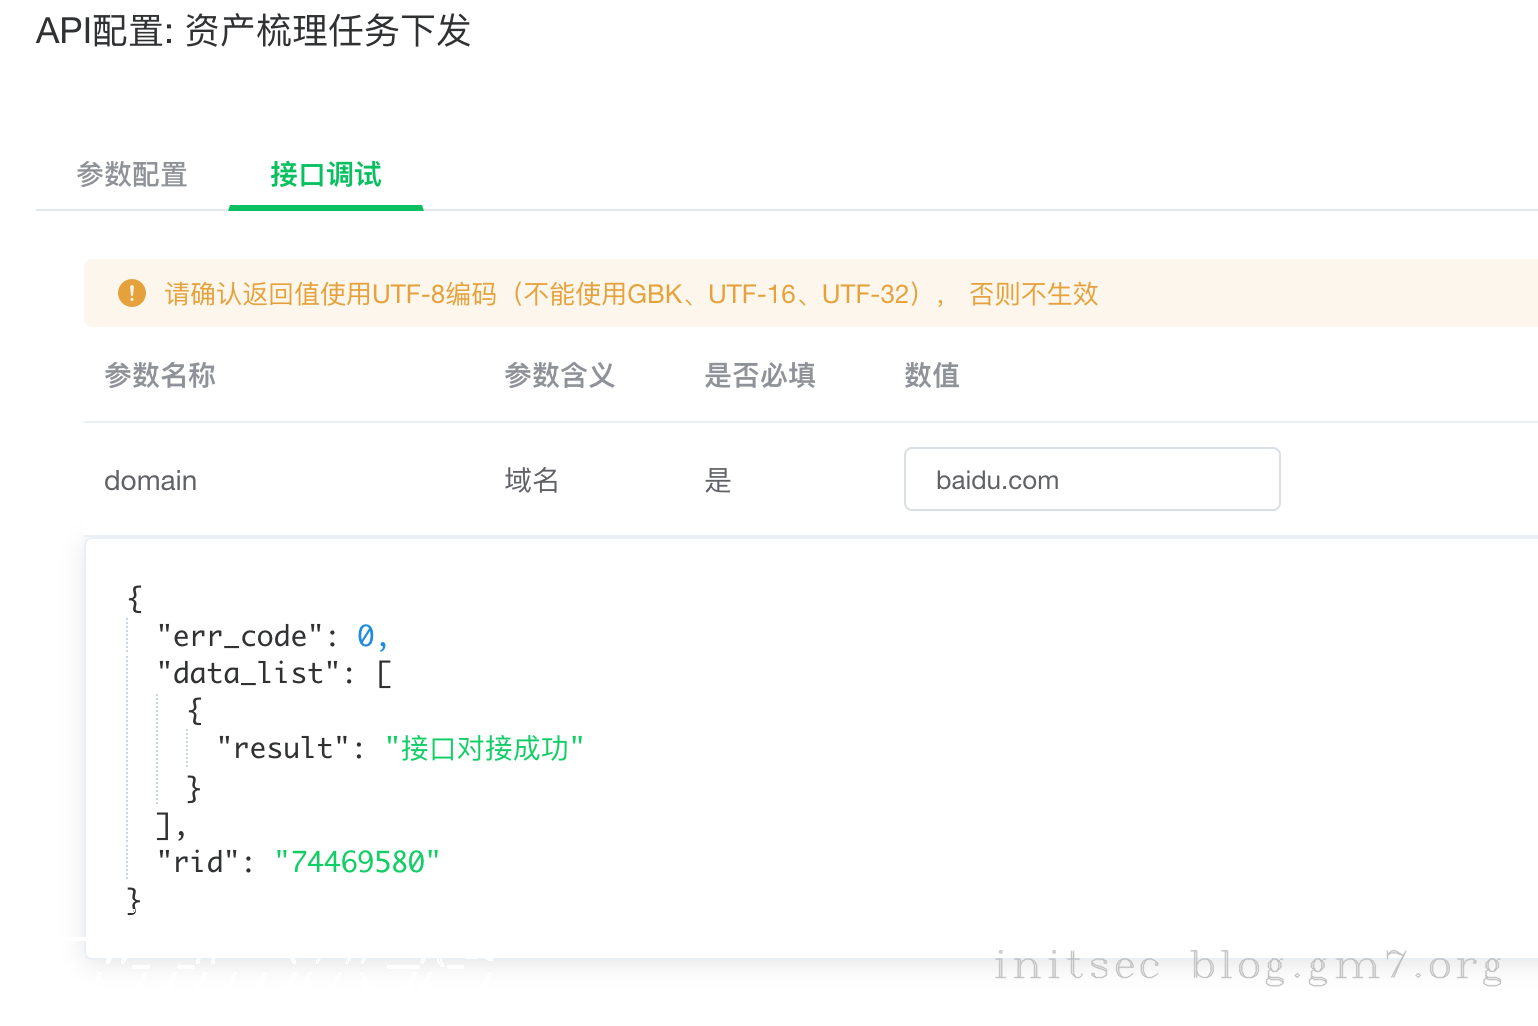 API配置: 资产梳理任务下发
参数配置 接口调试
请确认返回值使用UTF-8编码（不能使用GBK、UTF-16、UTF-32）， 否则不生效
参数名称 参数含义 是否必填 数值
domain 域名 是 baidu.com
{
"err_code": 0,
"data_list": [
{
"result": "接口对接成功"
}
],
"rid": "74469580"
}
initsec blog.gm7.org